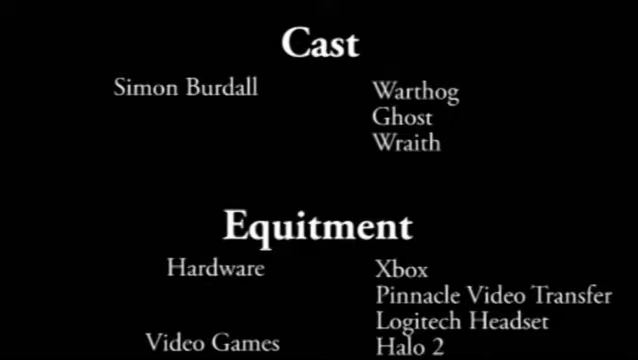 Cast
Simon Burdall Warthog
Ghost
Wraith
Equitment
Hardware Xbox
Pinnacle Video Transfer
Logitech Headset
Video Games Halo 2